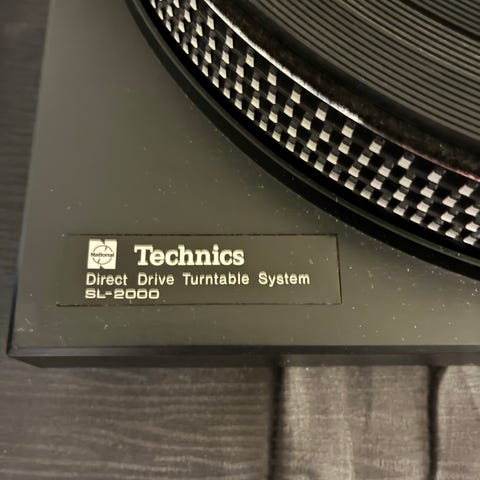 National
Technics
Direct Drive Turntable System
SL-2000